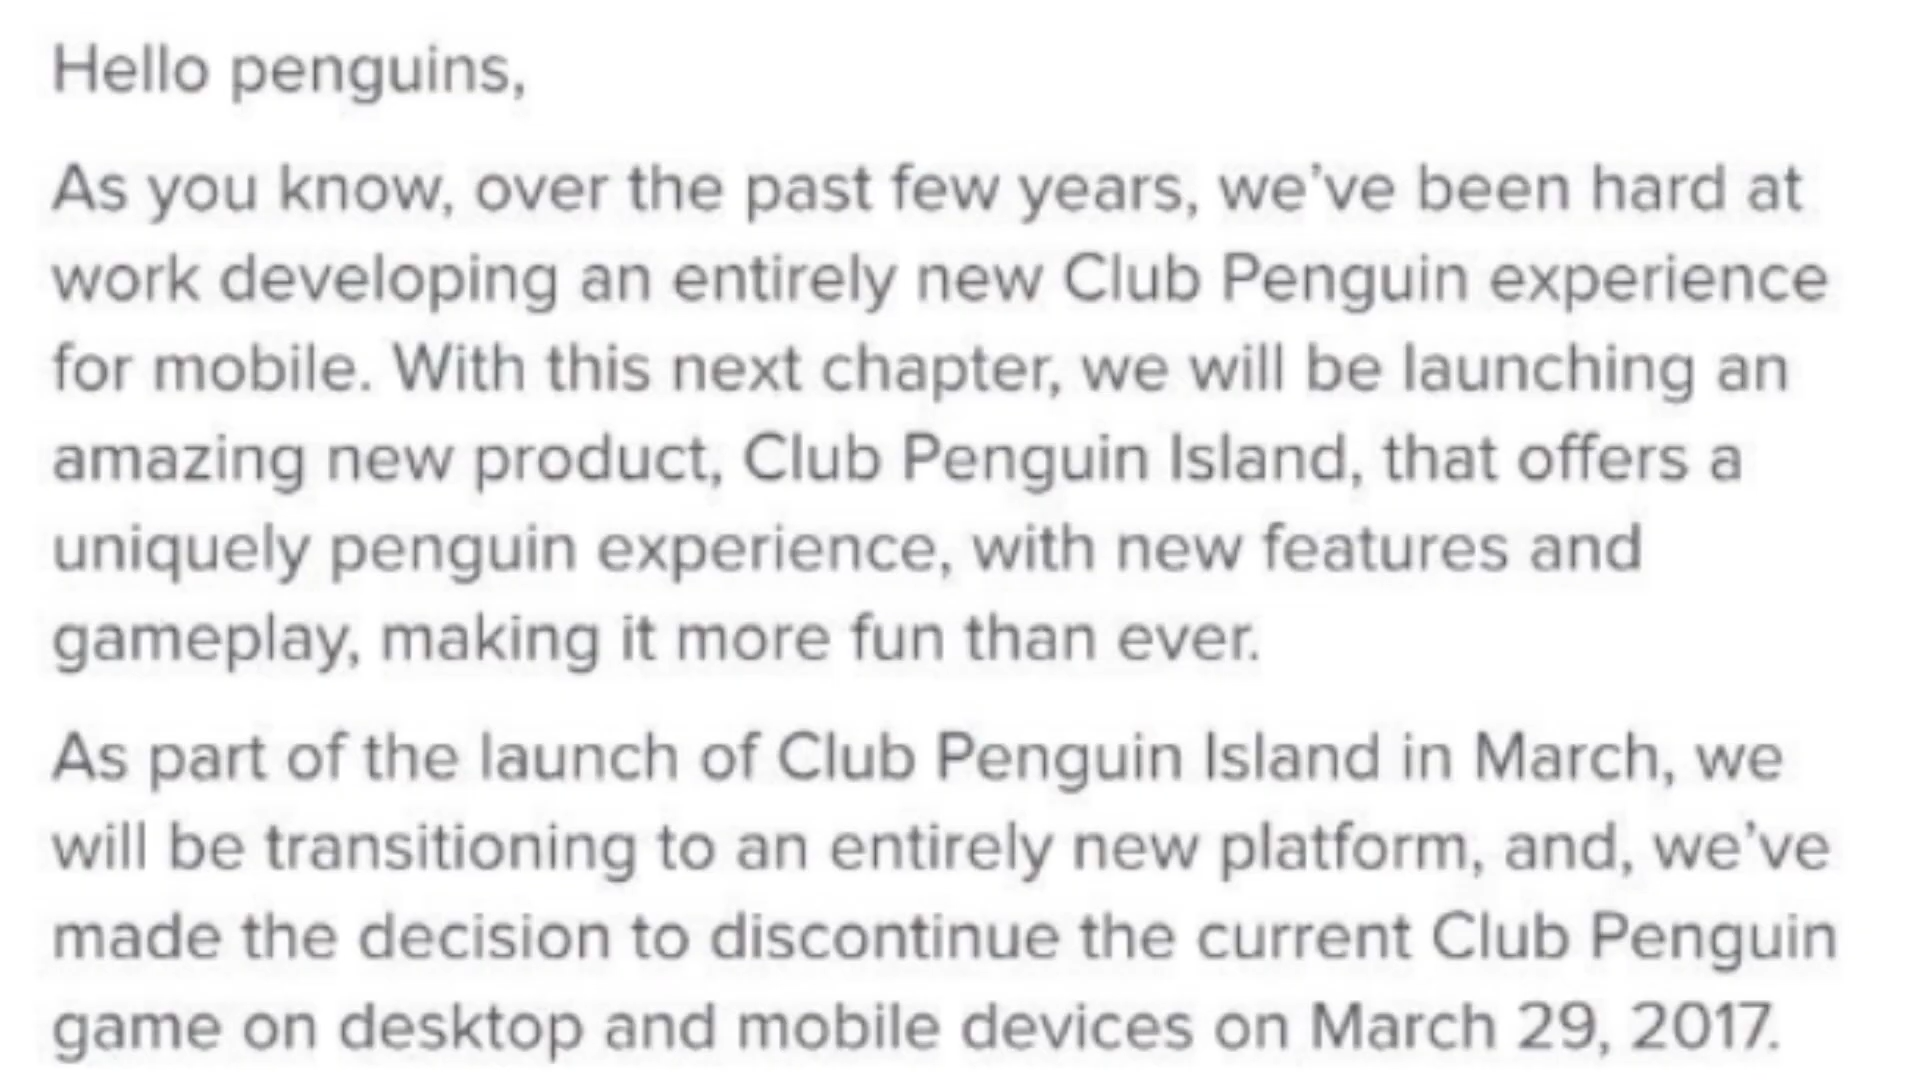 Hello penguins,
As you know, over the past few years, we’ve been hard at
work developing an entirely new Club Penguin experience
for mobile. With this next chapter, we will be launching an
amazing new product, Club Penguin Island, that offers a
uniquely penguin experience, with new features and
gameplay, making it more fun than ever.
As part of the launch of Club Penguin Island in March, we
will be transitioning to an entirely new platform, and, we’ve
made the decision to discontinue the current Club Penguin
game on desktop and mobile devices on March 29, 2017.